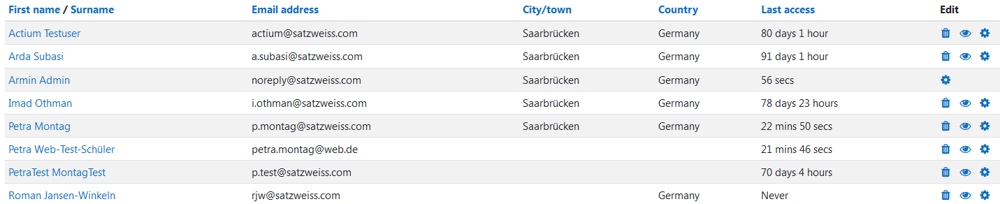 First name / Surname Email address City/town Country Last access Edit
Actium Testuser actium@satzweiss.com Saarbrücken Germany 80 days 1 hour
Arda Subasi a.subasi@satzweiss.com Saarbrücken Germany 91 days 1 hour
Armin Admin noreply@satzweiss.com Saarbrücken Germany 56 secs
Imad Othman i.othman@satzweiss.com Saarbrücken Germany 78 days 23 hours
Petra Montag p.montag@satzweiss.com Saarbrücken Germany 22 mins 50 secs
Petra Web-Test-Schüler petra.montag@web.de 21 mins 46 secs
PetraTest MontagTest p.test@satzweiss.com 70 days 4 hours
Roman Jansen-Winkeln rjw@satzweiss.com Germany Never